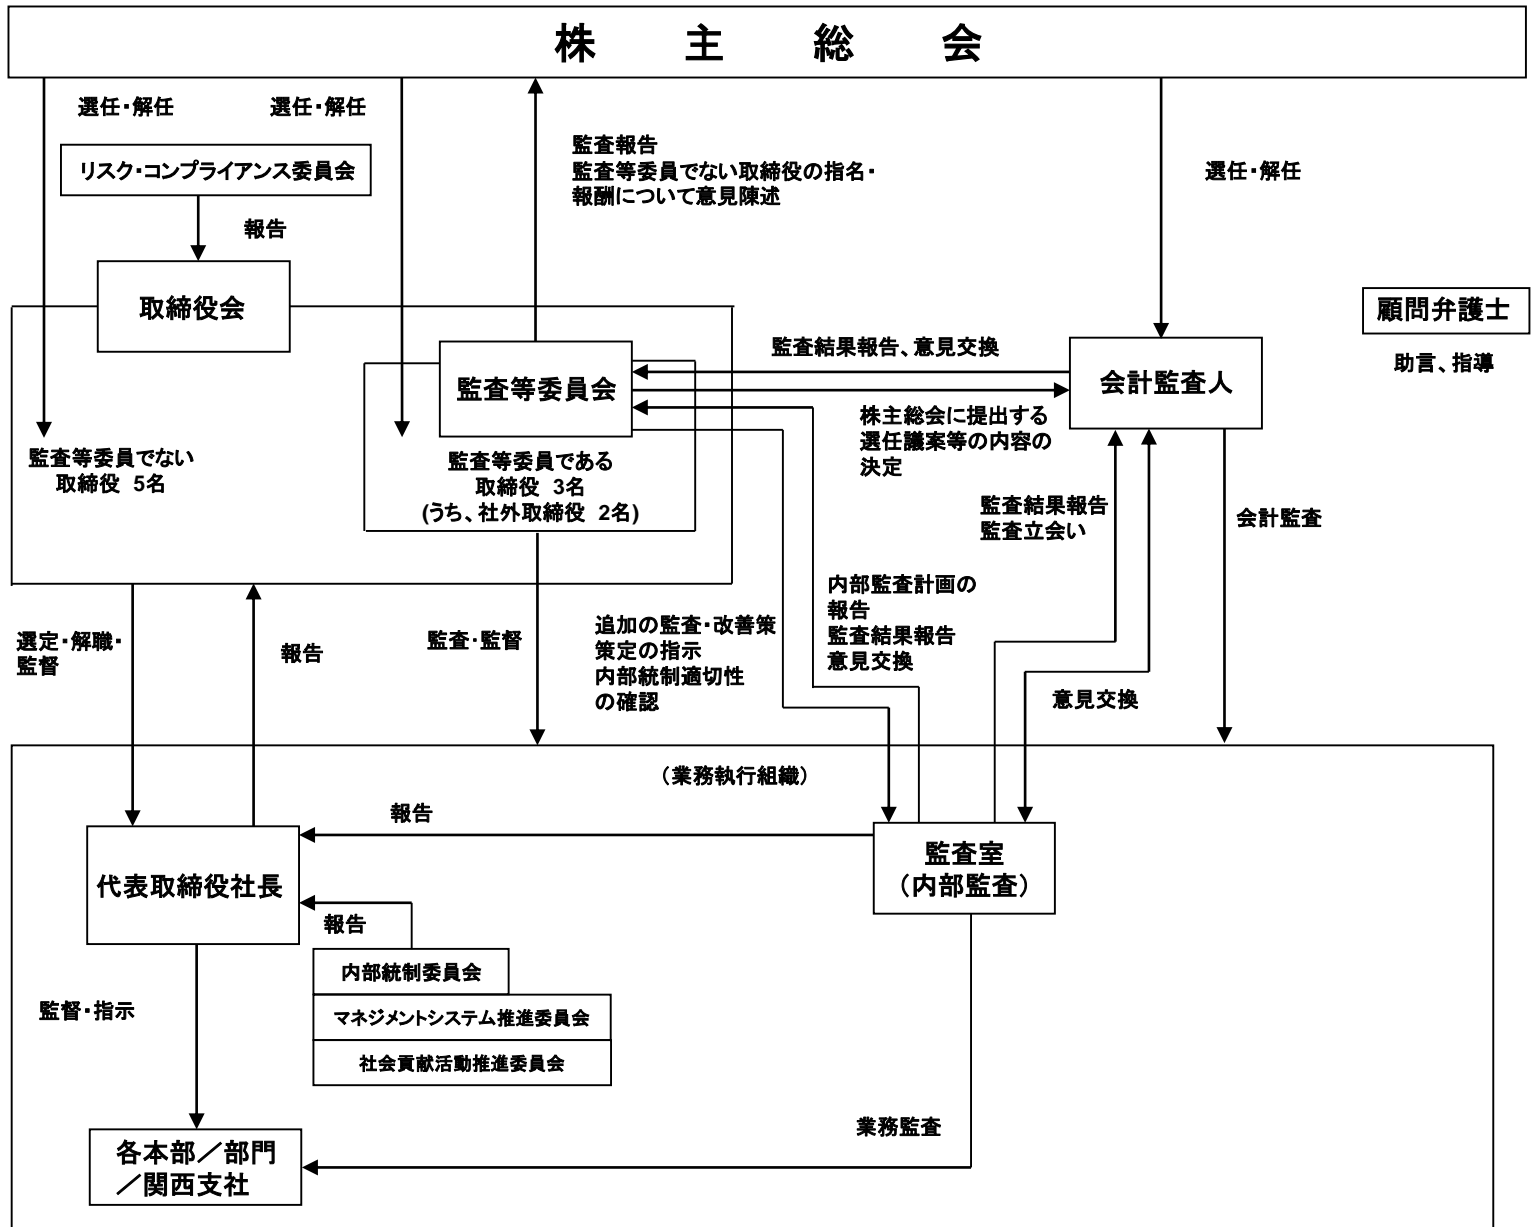 株主総会
選任・解任
選任・解任
監査報告
監査等委員でない取締役の指名・
報酬について意見陳述
選任・解任
リスク・コンプライアンス委員会
報告
取締役会
顧問弁護士
助言、指導
監査等委員会
監査結果報告、意見交換
会計監査人
株主総会に提出する
選任議案等の内容の
決定
監査等委員でない
取締役 5名
監査等委員である
取締役 3名
(うち、社外取締役 2名)
監査結果報告
監査立会い
会計監査
内部監査計画の
報告
監査結果報告
意見交換
追加の監査・改善策
策定の指示
内部統制適切性
の確認
選定・解職・
監督
報告
監査・監督
意見交換
（業務執行組織）
報告
代表取締役社長
監査室
（内部監査）
報告
内部統制委員会
マネジメントシステム推進委員会
社会貢献活動推進委員会
監督・指示
業務監査
各本部／部門
／関西支社